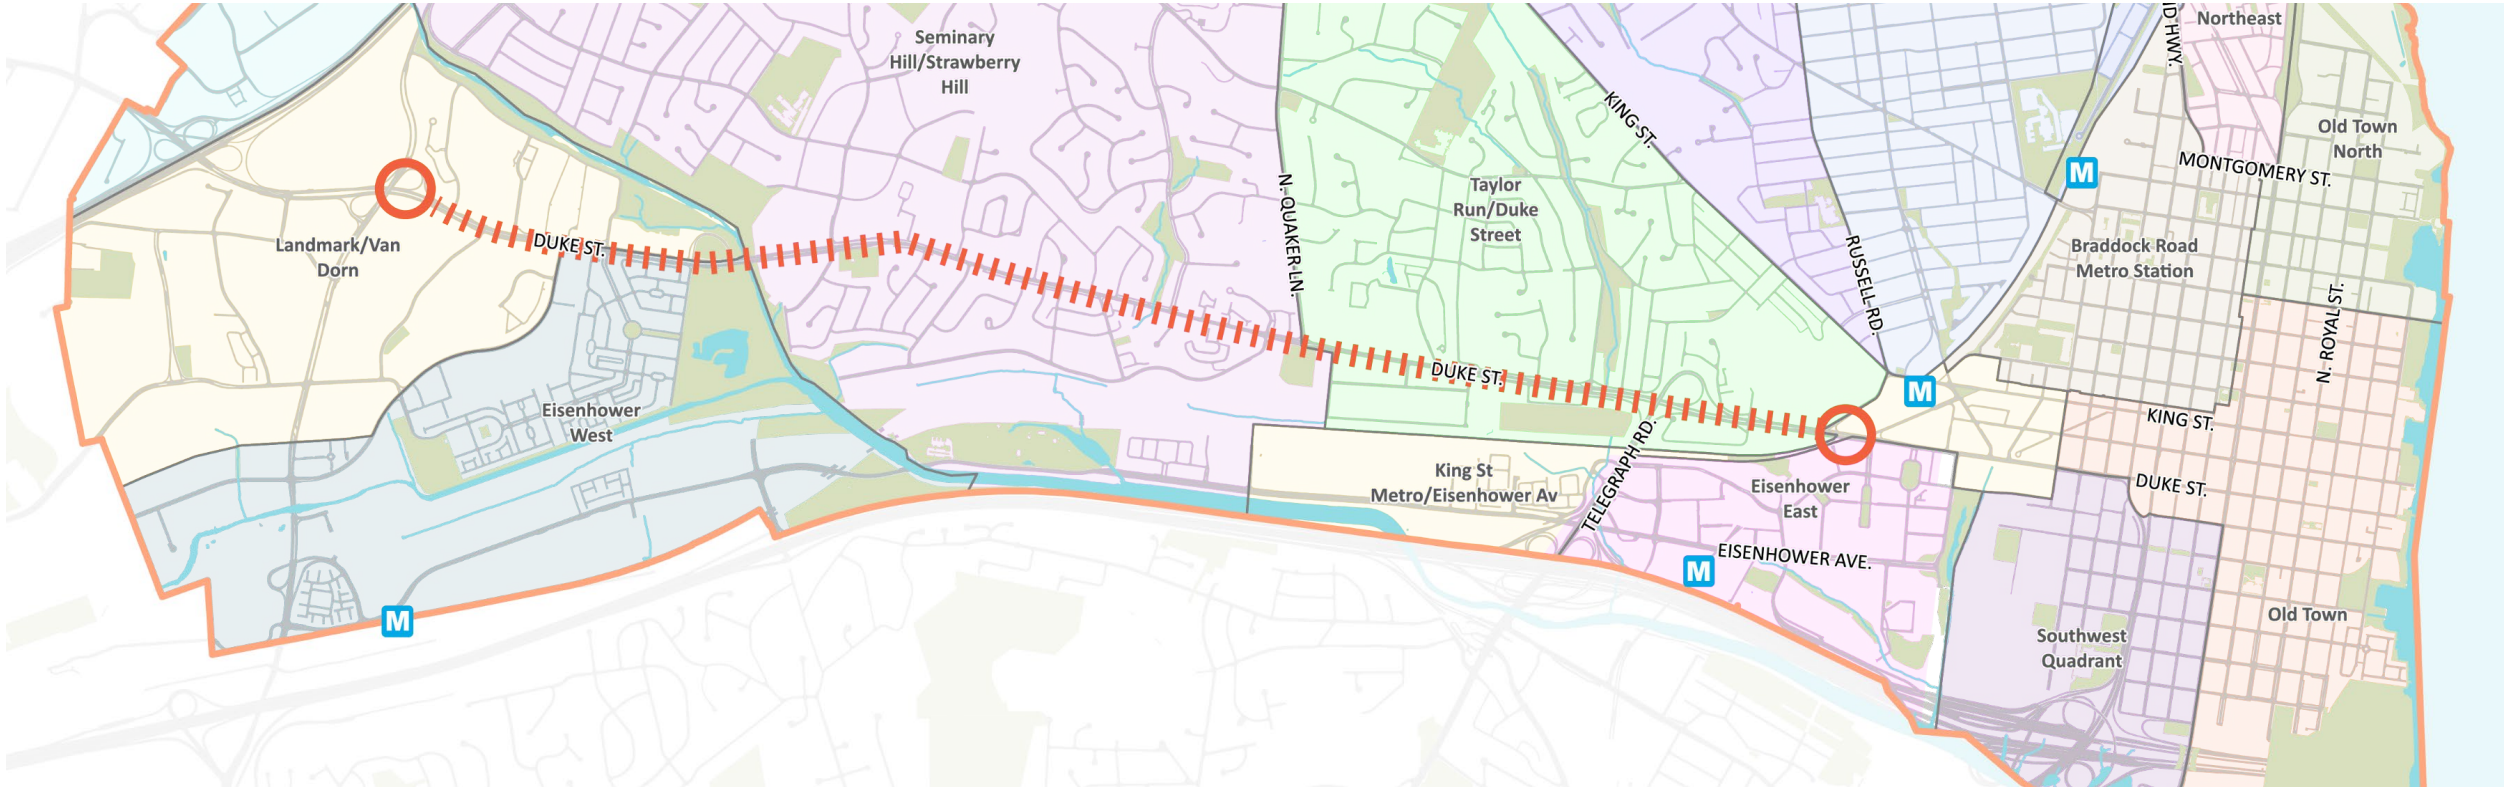 Northeast
ID HWY.
Seminary
Hill/Strawberry
Hill
KING ST.
Old Town
North
MONTGOMERY ST.
M
N. QUAKER LN.
Taylor
Run/Duke
Street
RUSSELL RD.
Braddock Road
Metro Station
Landmark/Van
Dorn
DUKE ST.
N. ROYAL ST.
DUKE ST.
M
KING ST.
Eisenhower
West
TELEGRAPH RD.
King St
Metro/Eisenhower Av
Eisenhower
East
DUKE ST.
EISENHOWER AVE.
M
M
Old Town
Southwest
Quadrant